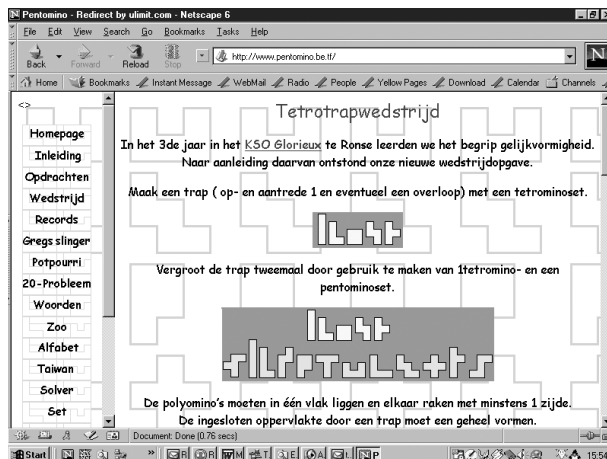 Pentomino - Redirect by ulimit.com - Netscape 6
File Edit View Search Go Bookmarks Tasks Help
Back Forward Reload Stop http://www.pentomino.be.tf/ N
Home Bookmarks Instant Message WebMail Radio People Yellow Pages Download Calendar Channels
<>
Homepage
Inleiding
Opdrachten
Wedstrijd
Records
Gregs slinger
Potpourri
20-Probleem
Woorden
Zoo
Alfabet
Taiwan
Solver
Set
Tetrotrapwedstrijd
In het 3de jaar in het KSO Glorieux te Ronse leerden we het begrip gelijkvormigheid.
Naar aanleiding daarvan ontstond onze nieuwe wedstrijdopgave.
Maak een trap ( op- en aantrede 1 en eventueel een overloop) met een tetrominoset.
Vergroot de trap tweemaal door gebruik te maken van 1tetromino- en een
pentominoset.
De polyomino's moeten in één vlak liggen en elkaar raken met minstens 1 zijde.
De ingesloten oppervlakte door een trap moet een geheel vormen.
Document: Done (0.76 secs)
Start 15:54